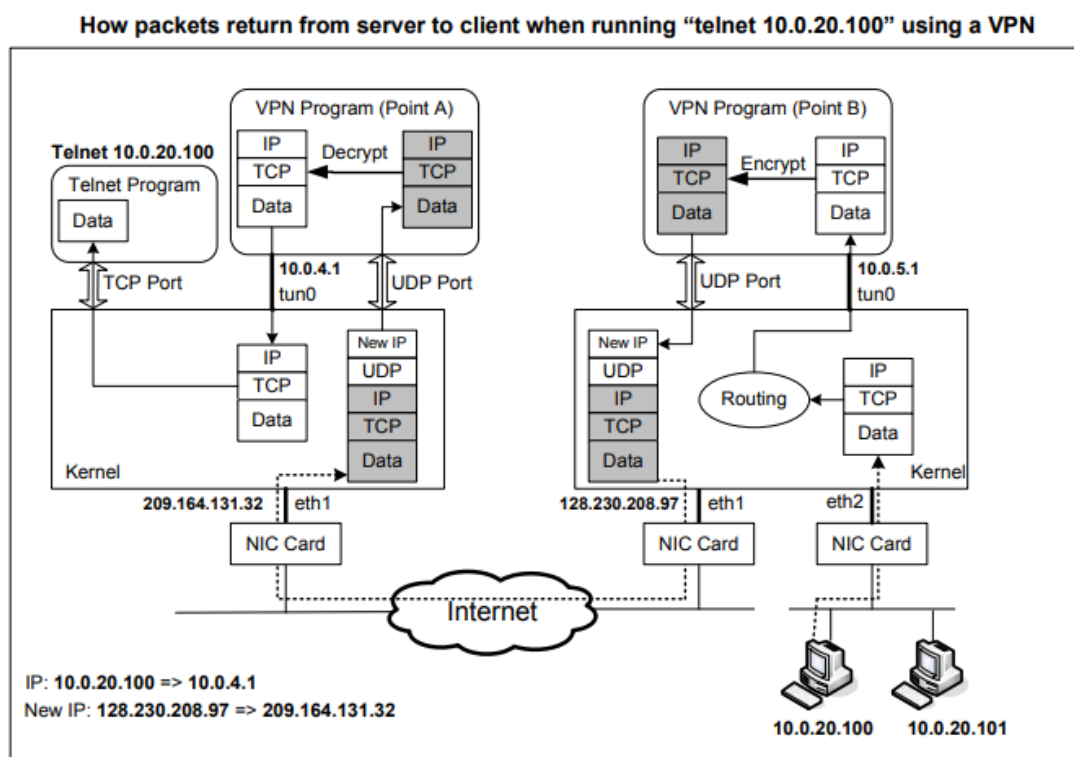 How packets return from server to client when running “telnet 10.0.20.100” using a VPN
VPN Program (Point A)
IP
TCP
Data
Decrypt
IP
TCP
Data
Telnet 10.0.20.100
Telnet Program
Data
TCP Port
10.0.4.1
tun0
UDP Port
IP
TCP
Data
New IP
UDP
IP
TCP
Data
Kernel
209.164.131.32
eth1
NIC Card
VPN Program (Point B)
IP
TCP
Data
Encrypt
IP
TCP
Data
UDP Port
10.0.5.1
tun0
New IP
UDP
IP
TCP
Data
Routing
IP
TCP
Data
Kernel
128.230.208.97
eth1
eth2
NIC Card
NIC Card
Internet
IP: 10.0.20.100 => 10.0.4.1
New IP: 128.230.208.97 => 209.164.131.32
10.0.20.100
10.0.20.101